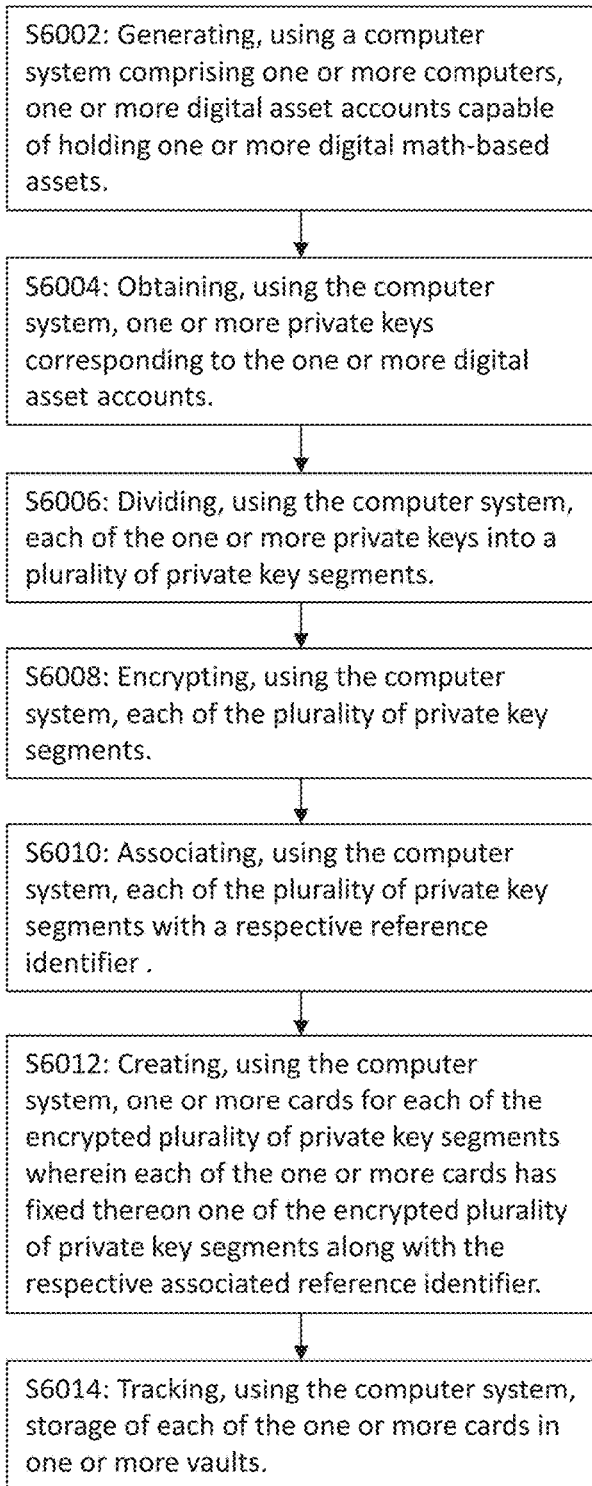 S6002: Generating, using a computer
system comprising one or more computers,
one or more digital asset accounts capable
of holding one or more digital math-based
assets.
S6004: Obtaining, using the computer
system, one or more private keys
corresponding to the one or more digital
asset accounts.
S6006: Dividing, using the computer system,
each of the one or more private keys into a
plurality of private key segments.
S6008: Encrypting, using the computer
system, each of the plurality of private key
segments.
S6010: Associating, using the computer
system, each of the plurality of private key
segments with a respective reference
identifier .
S6012: Creating, using the computer
system, one or more cards for each of the
encrypted plurality of private key segments
wherein each of the one or more cards has
fixed thereon one of the encrypted plurality
of private key segments along with the
respective associated reference identifier.
S6014: Tracking, using the computer system,
storage of each of the one or more cards in
one or more vaults.